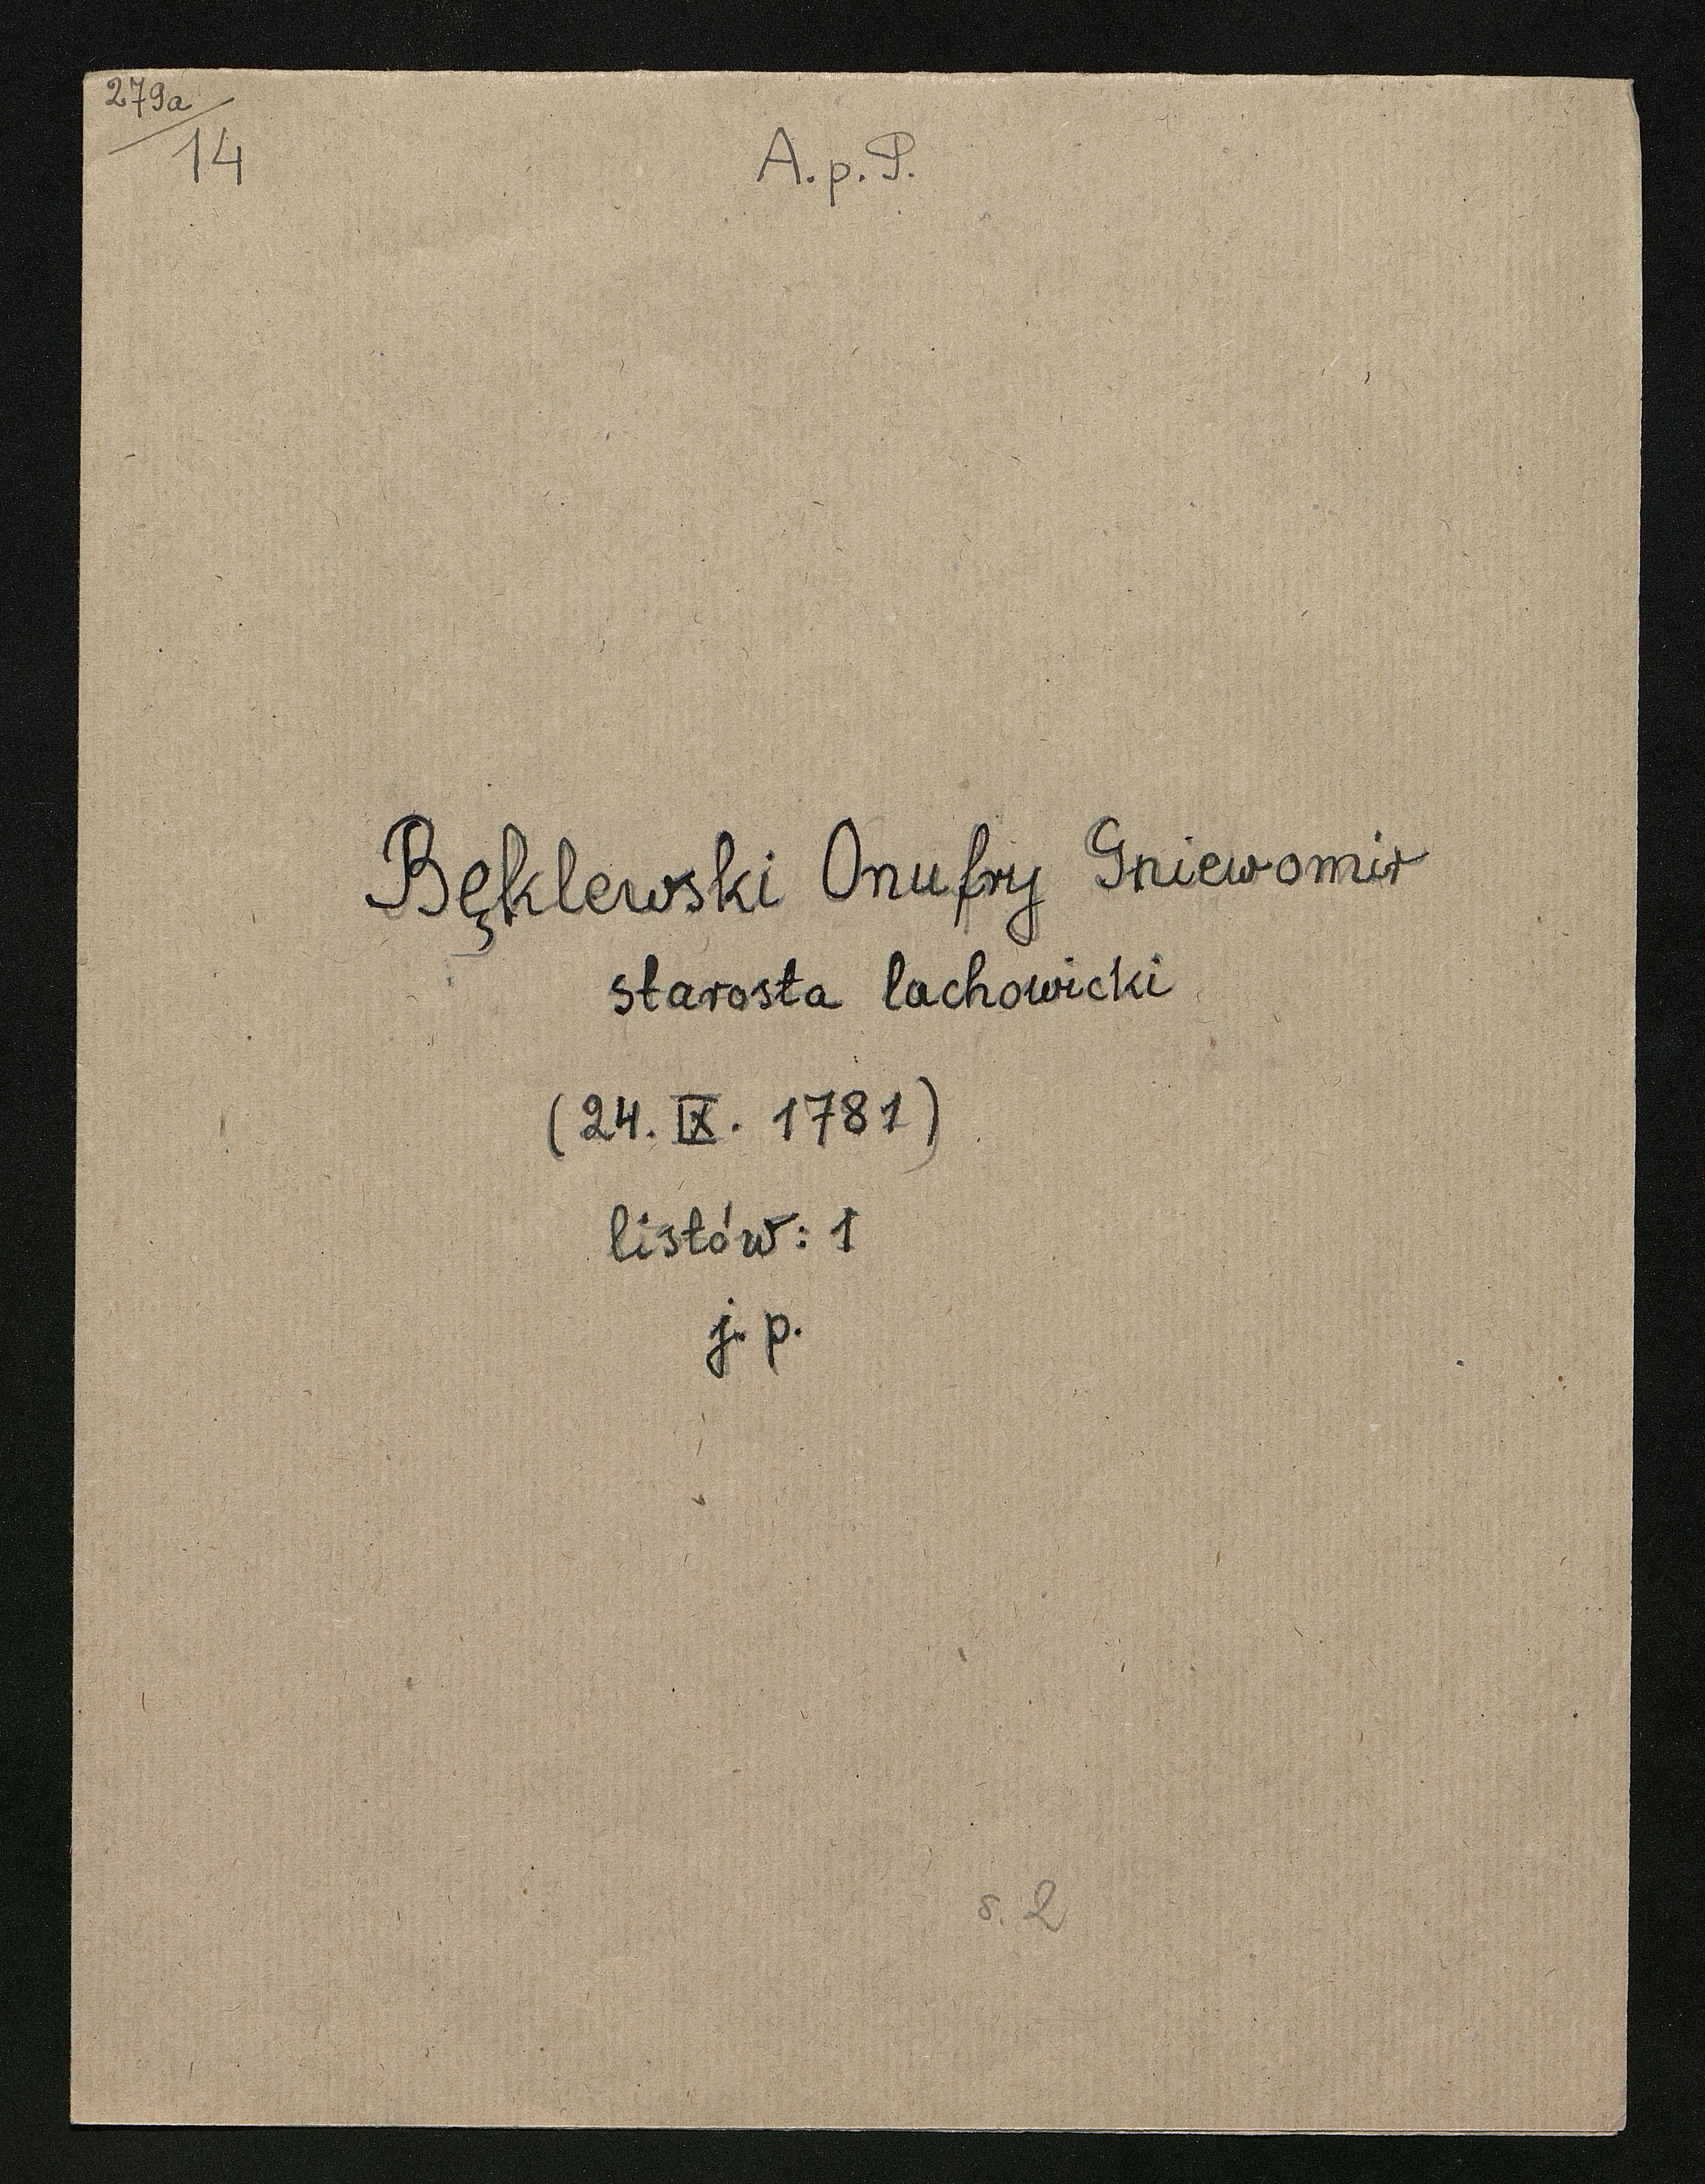 279a
14
A. p. P.
Bęklewski Onufry Gniewomir
starosta lachowicki
(24. IX. 1781)
listów: 1
j. p.
s. 2